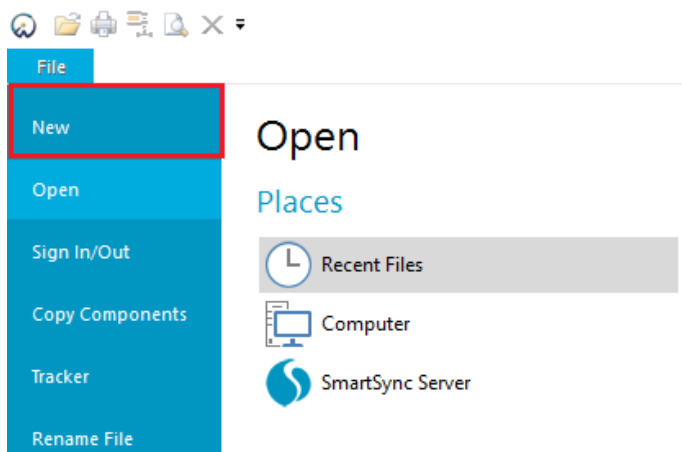 File
New
Open
Sign In/Out
Copy Components
Tracker
Rename File
Open
Places
Recent Files
Computer
SmartSync Server